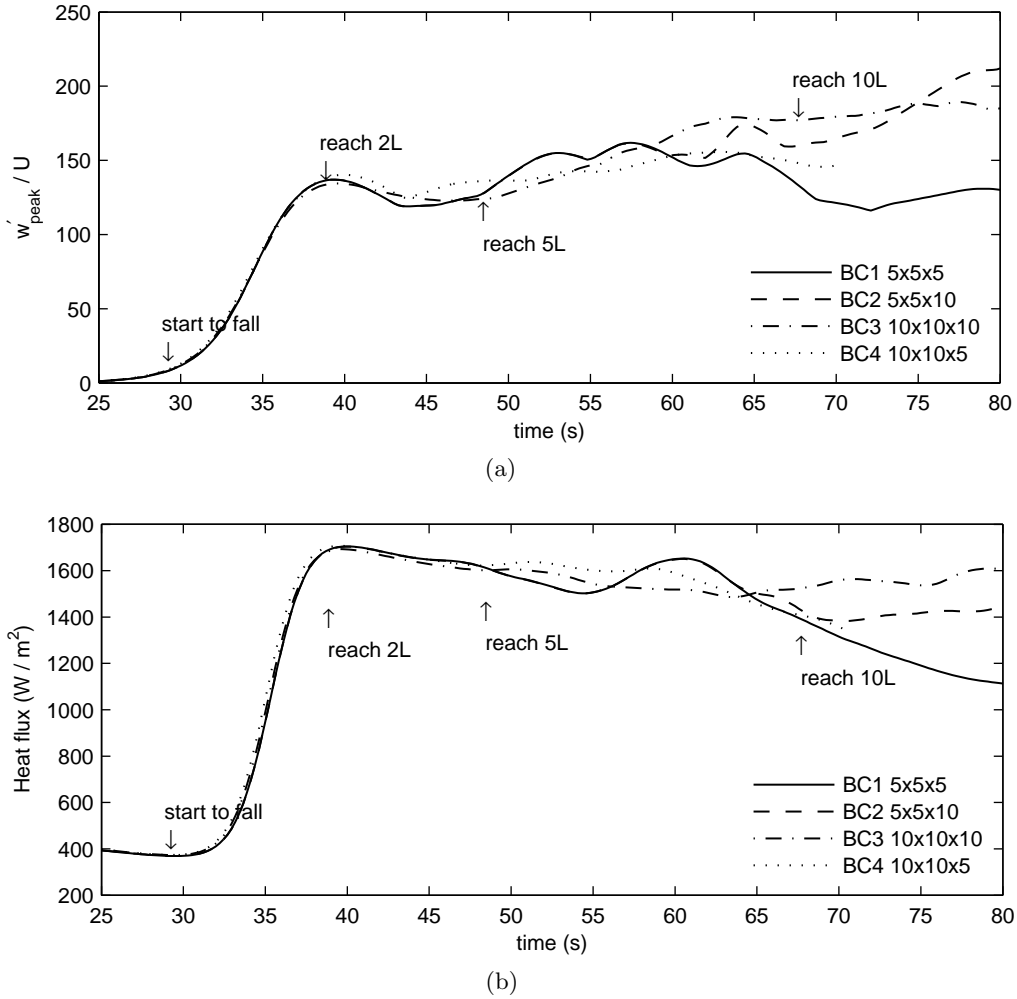 250
200
150
100
50
0
w′peak / U
reach 10L
reach 2L
reach 5L
start to fall
BC1 5x5x5
BC2 5x5x10
BC3 10x10x10
BC4 10x10x5
25 30 35 40 45 50 55 60 65 70 75 80
time (s)
(a)
1800
1600
1400
1200
1000
800
600
400
200
Heat flux (W / m2)
reach 2L
reach 5L
reach 10L
start to fall
BC1 5x5x5
BC2 5x5x10
BC3 10x10x10
BC4 10x10x5
25 30 35 40 45 50 55 60 65 70 75 80
time (s)
(b)